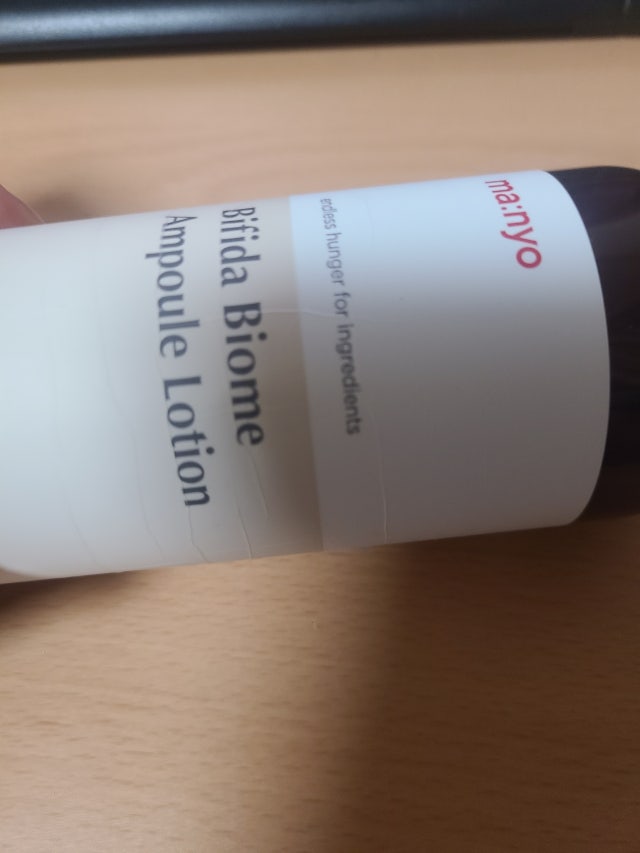 ma:nyo
endless hunger for ingredients
Bifida Biome
Ampoule Lotion